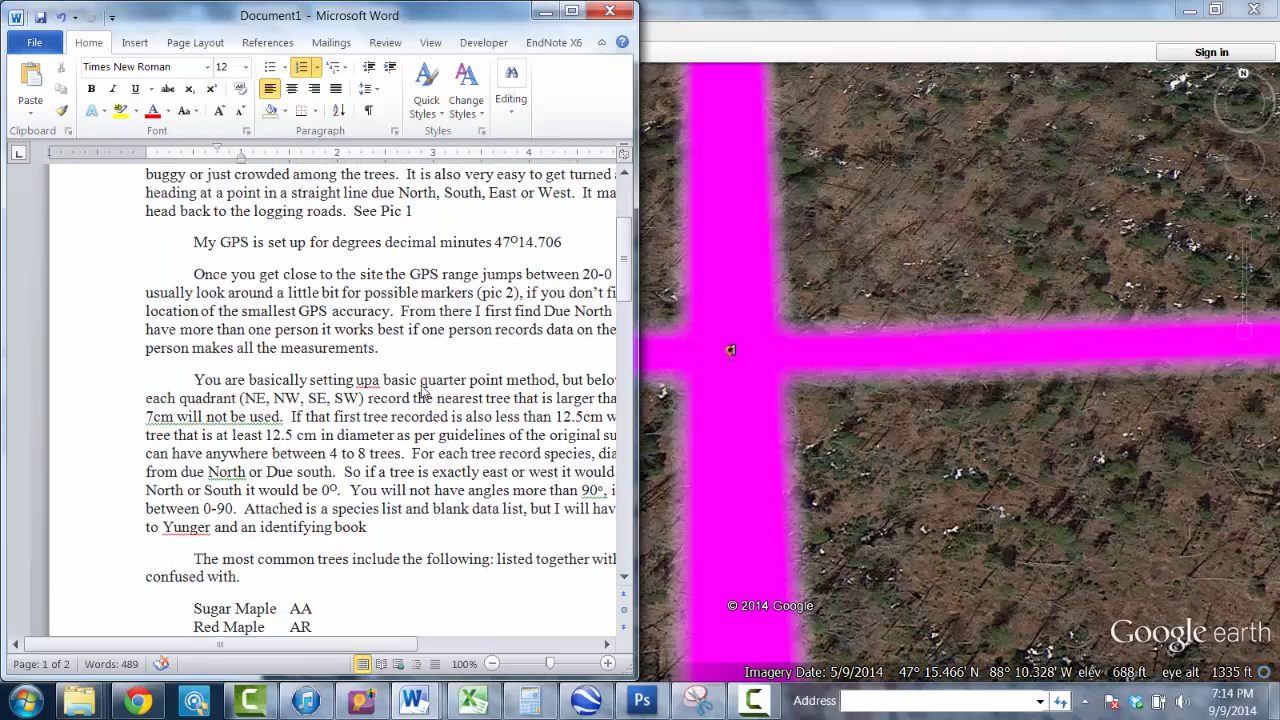 Document1 - Microsoft Word
File Home Insert Page Layout References Mailings Review View Developer EndNote X6
Sign in
Times New Roman 12
Paste
B I U abc X₂ X²
Quick Styles
Change Styles
Editing
Clipboard Font Paragraph Styles
1 1 2 3 4
buggy or just crowded among the trees. It is also very easy to get turned a
heading at a point in a straight line due North, South, East or West. It ma
head back to the logging roads. See Pic 1
My GPS is set up for degrees decimal minutes 47º14.706
Once you get close to the site the GPS range jumps between 20-0
usually look around a little bit for possible markers (pic 2), if you don't fi
location of the smallest GPS accuracy. From there I first find Due North
have more than one person it works best if one person records data on the
person makes all the measurements.
You are basically setting upa basic quarter point method, but belo
each quadrant (NE, NW, SE, SW) record the nearest tree that is larger tha
7cm will not be used. If that first tree recorded is also less than 12.5cm w
tree that is at least 12.5 cm in diameter as per guidelines of the original su
can have anywhere between 4 to 8 trees. For each tree record species, dia
from due North or Due south. So if a tree is exactly east or west it would
North or South it would be 0º. You will not have angles more than 90º, i
between 0-90. Attached is a species list and blank data list, but I will hav
to Yunger and an identifying book
The most common trees include the following: listed together with
confused with.
Sugar Maple AA
Red Maple AR
N
1
© 2014 Google
Google earth
Imagery Date: 5/9/2014 47° 15.466' N 88° 10.328' W elev 688 ft eye alt 1335 ft
Page: 1 of 2 Words: 489 100%
Address
7:14 PM
9/9/2014